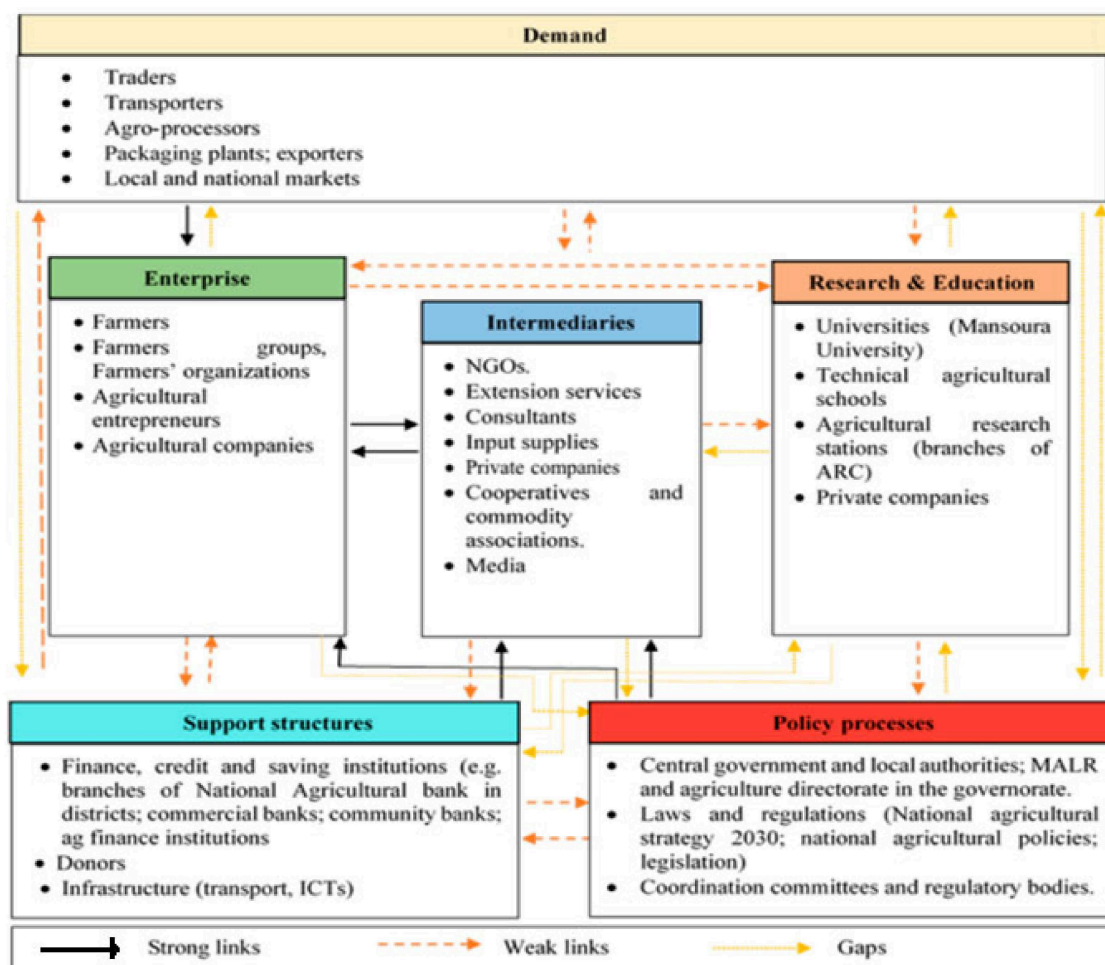 Demand
• Traders
• Transporters
• Agro-processors
• Packaging plants; exporters
• Local and national markets
Enterprise
• Farmers
• Farmers groups,
Farmers' organizations
• Agricultural
entrepreneurs
• Agricultural companies
Intermediaries
• NGOs.
• Extension services
• Consultants
• Input supplies
• Private companies
• Cooperatives and
commodity
associations.
• Media
Research & Education
• Universities (Mansoura
University)
• Technical agricultural
schools
• Agricultural research
stations (branches of
ARC)
• Private companies
Support structures
• Finance, credit and saving institutions (e.g.
branches of National Agricultural bank in
districts; commercial banks; community banks;
ag finance institutions
• Donors
• Infrastructure (transport, ICTs)
Policy processes
• Central government and local authorities; MALR
and agriculture directorate in the governorate.
• Laws and regulations (National agricultural
strategy 2030; national agricultural policies;
legislation)
• Coordination committees and regulatory bodies.
Strong links
Weak links
Gaps